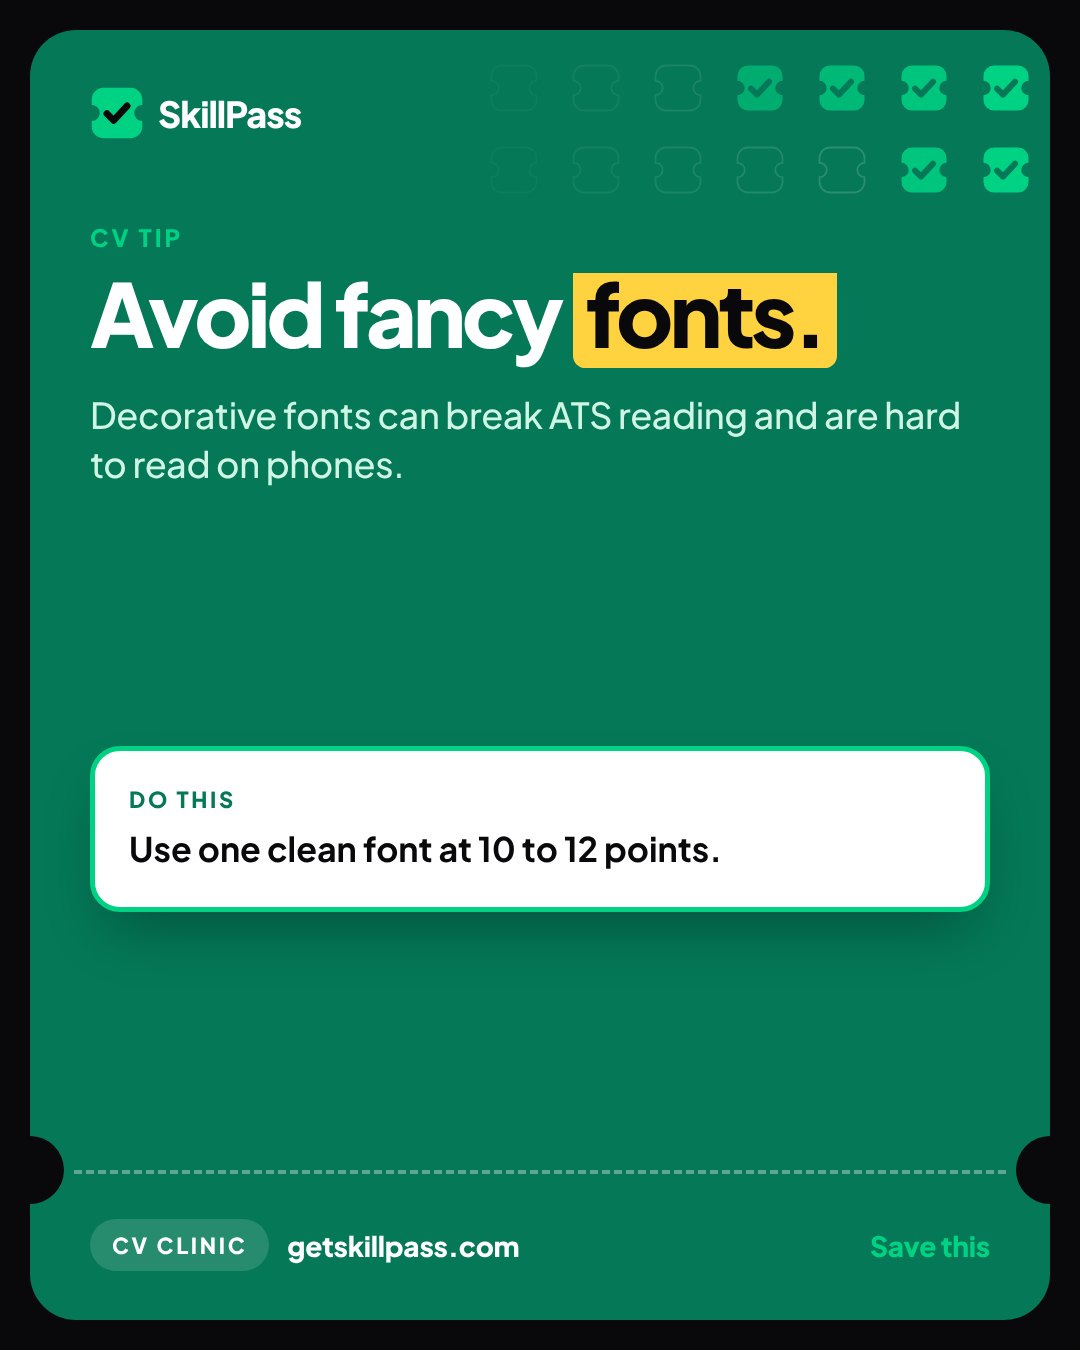 SkillPass
CV TIP
Avoid fancy fonts.
Decorative fonts can break ATS reading and are hard
to read on phones.
DO THIS
Use one clean font at 10 to 12 points.
CV CLINIC getskillpass.com Save this